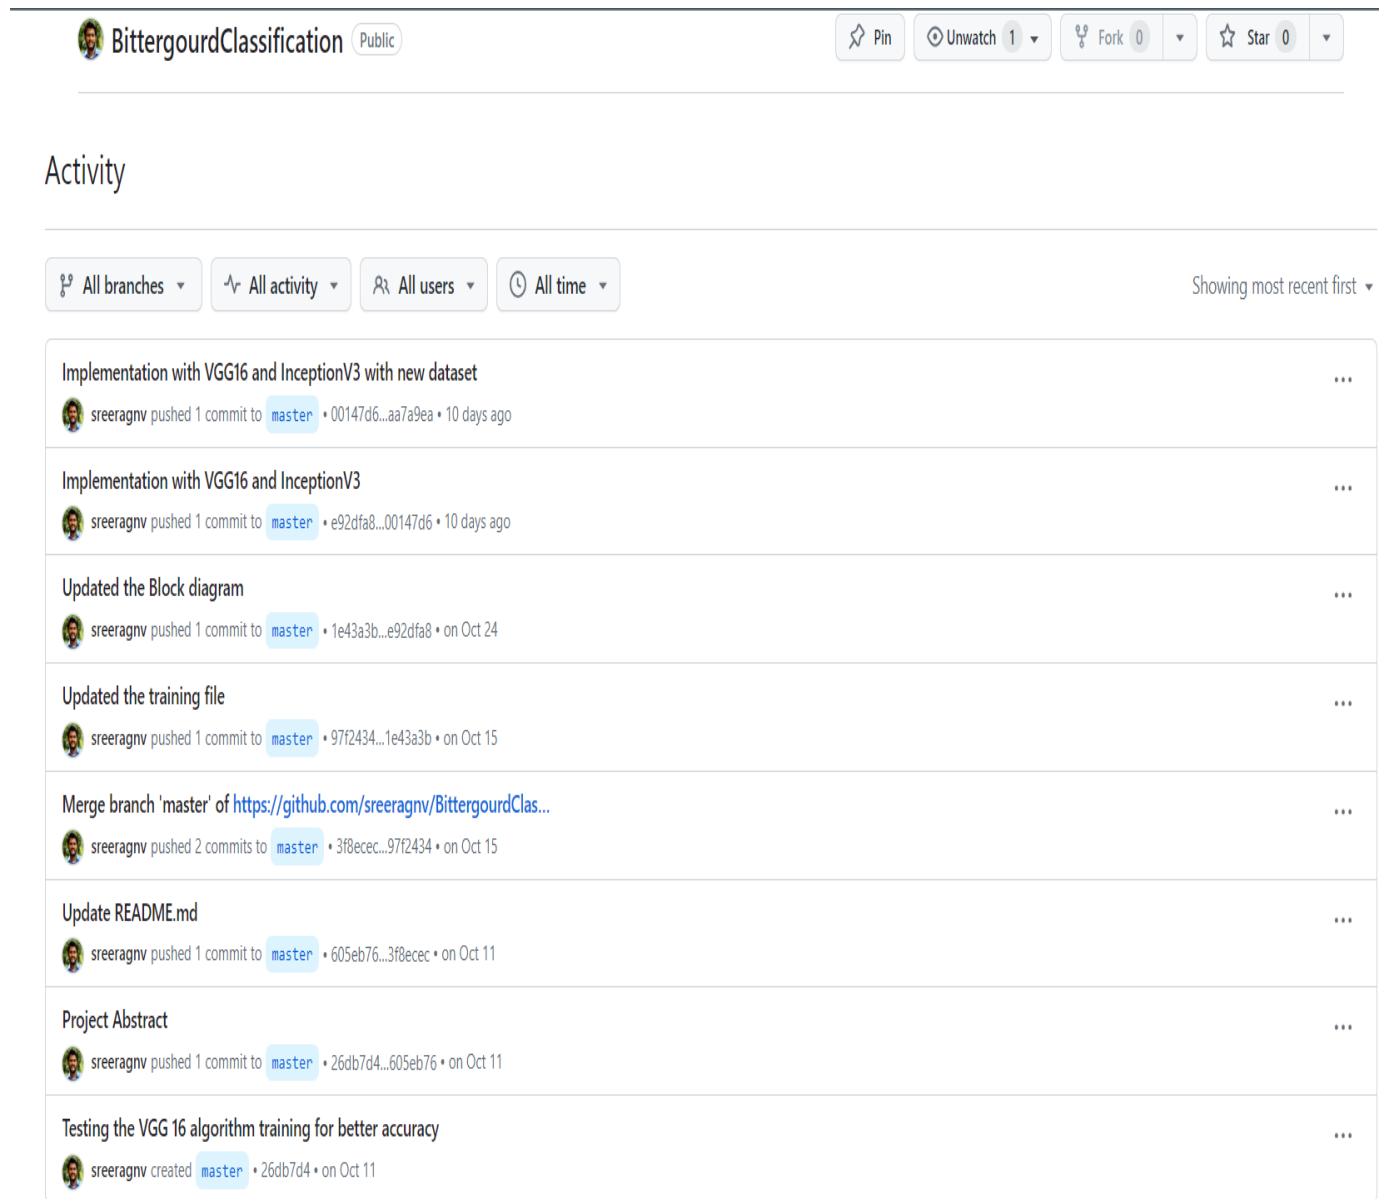 BittergourdClassification Public Pin Unwatch 1 Fork 0 Star 0
Activity
All branches All activity All users All time Showing most recent first
Implementation with VGG16 and InceptionV3 with new dataset
sreeragnv pushed 1 commit to master • 00147d6...aa7a9ea • 10 days ago
Implementation with VGG16 and InceptionV3
sreeragnv pushed 1 commit to master • e92dfa8...00147d6 • 10 days ago
Updated the Block diagram
sreeragnv pushed 1 commit to master • 1e43a3b...e92dfa8 • on Oct 24
Updated the training file
sreeragnv pushed 1 commit to master • 97f2434...1e43a3b • on Oct 15
Merge branch 'master' of https://github.com/sreeragnv/BittergourdClas...
sreeragnv pushed 2 commits to master • 3f8ecec...97f2434 • on Oct 15
Update README.md
sreeragnv pushed 1 commit to master • 605eb76...3f8ecec • on Oct 11
Project Abstract
sreeragnv pushed 1 commit to master • 26db7d4...605eb76 • on Oct 11
Testing the VGG 16 algorithm training for better accuracy
sreeragnv created master • 26db7d4 • on Oct 11